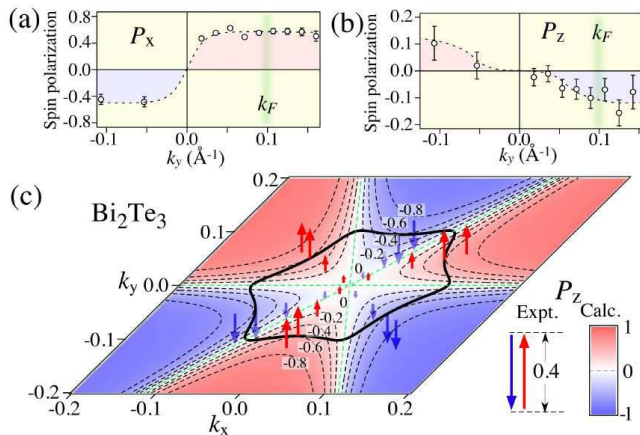 (a)
Spin polarization
0.8
0.4
0.0
-0.4
-0.8
Px
kF
-0.1
0.0
0.1
ky (Å-1)
(b)
Spin polarization
0.2
0.1
0.0
-0.1
-0.2
Pz
kF
-0.1
0.0
0.1
ky (Å-1)
(c)
Bi2Te3
0.2
0.1
ky 0.0
-0.1
-0.2
-0.2
-0.1
0.0
0.1
0.2
kx
-0.8
-0.6
-0.4
-0.2
0
0
-0.2
-0.4
-0.6
-0.8
Pz
Expt.
Calc.
0.4
1
0
-1